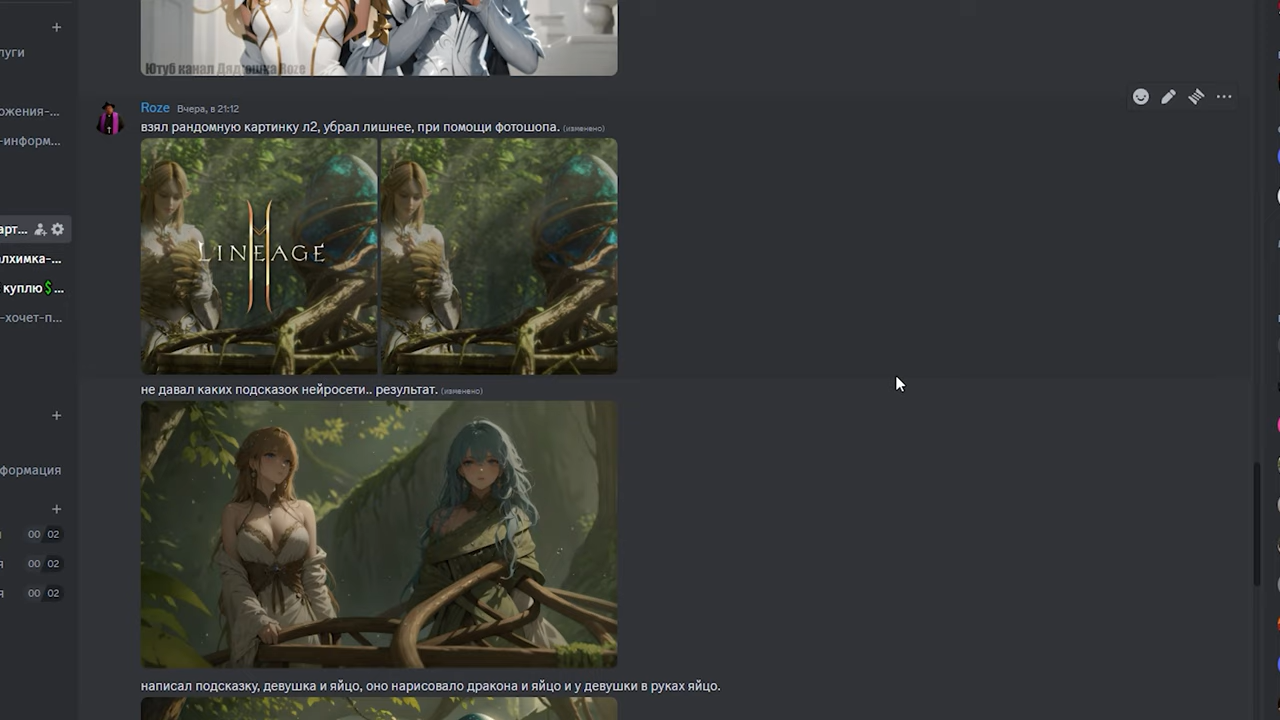 луги
ожения-...
-информ...
арт...
алхимка-...
куплю$...
-хочет-п...
формация
00 02
я 00 02
я 00 02
Ютуб канал Дядюшка Roze
Roze Вчера, в 21:12
взял рандомную картинку л2, убрал лишнее, при помощи фотошопа. (изменено)
LINEAGE
II
не давал каких подсказок нейросети.. результат. (изменено)
написал подсказку, девушка и яйцо, оно нарисовало дракона и яйцо и у девушки в руках яйцо.